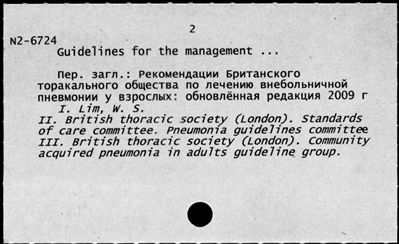 2
N2-6724
Guidelines for the management ...
Пер. загл.: Рекомендации Британского
торакального общества по лечению внебольничной
пневмонии у взрослых: обновлённая редакция 2009 г
I. Lim, W. S.
II. British thoracic society (London). Standards
of care committee. Pneumonia guidelines committee
III. British thoracic society (London). Community
acquired pneumonia in adults guideline group.